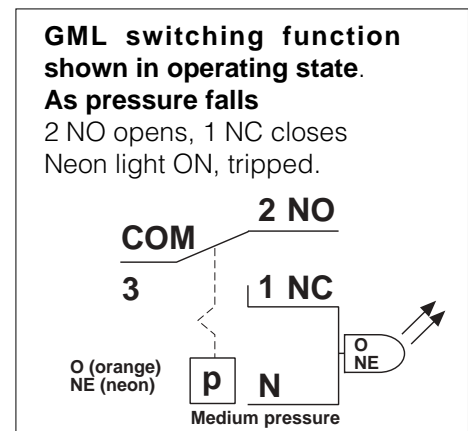 GML switching function
shown in operating state.
As pressure falls
2 NO opens, 1 NC closes
Neon light ON, tripped.
2 NO
COM
3
1 NC
O
NE
O (orange)
NE (neon)
p
N
Medium pressure